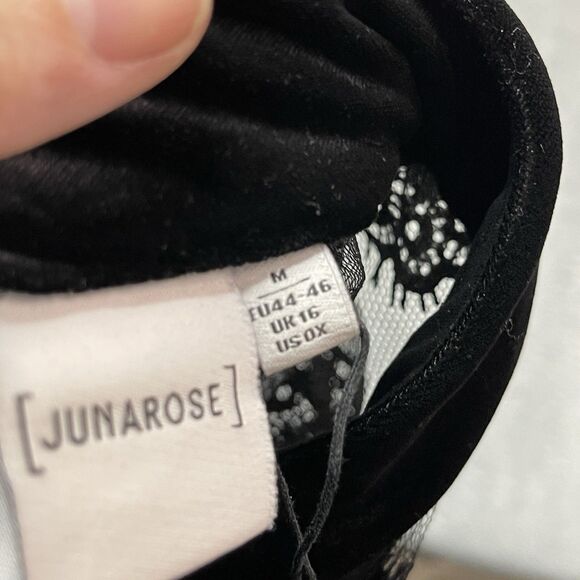 M
EU44-46
UK16
US0X
[JUNAROSE]